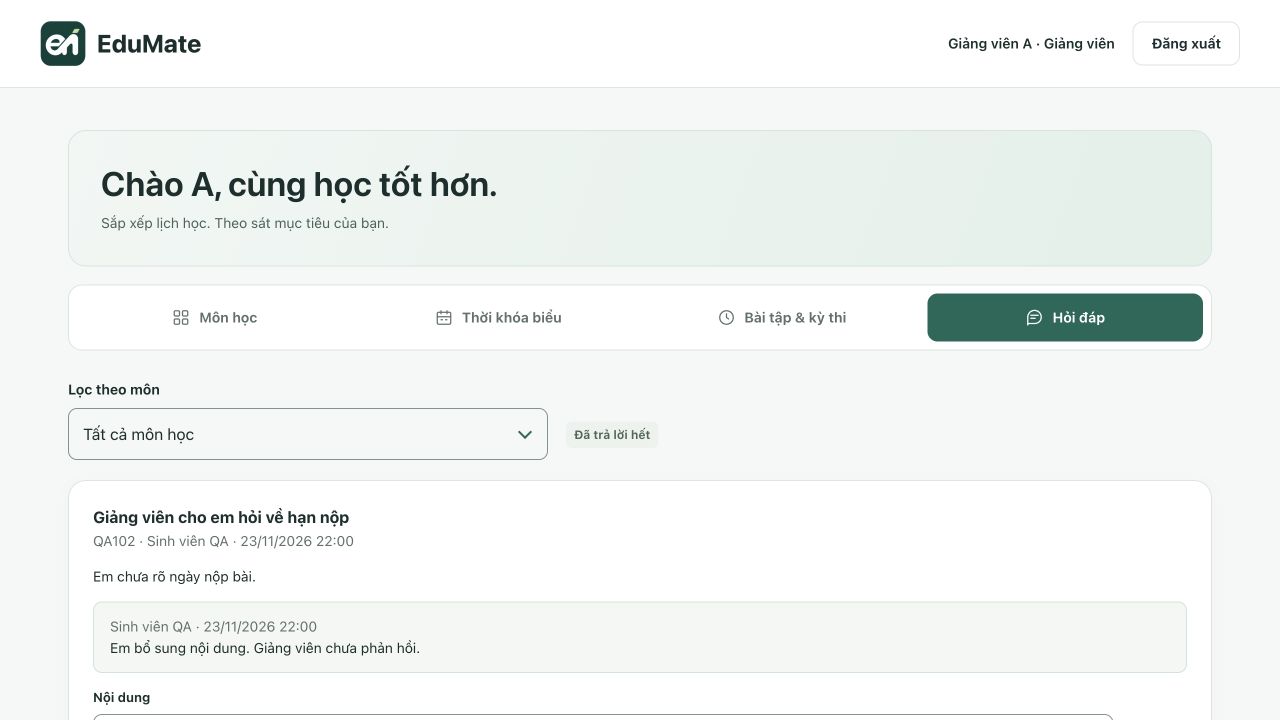 EduMate
Giảng viên A · Giảng viên
Đăng xuất
Chào A, cùng học tốt hơn.
Sắp xếp lịch học. Theo sát mục tiêu của bạn.
Môn học
Thời khóa biểu
Bài tập & kỳ thi
Hỏi đáp
Lọc theo môn
Tất cả môn học
Đã trả lời hết
Giảng viên cho em hỏi về hạn nộp
QA102 · Sinh viên QA · 23/11/2026 22:00
Em chưa rõ ngày nộp bài.
Sinh viên QA · 23/11/2026 22:00
Em bổ sung nội dung. Giảng viên chưa phản hồi.
Nội dung